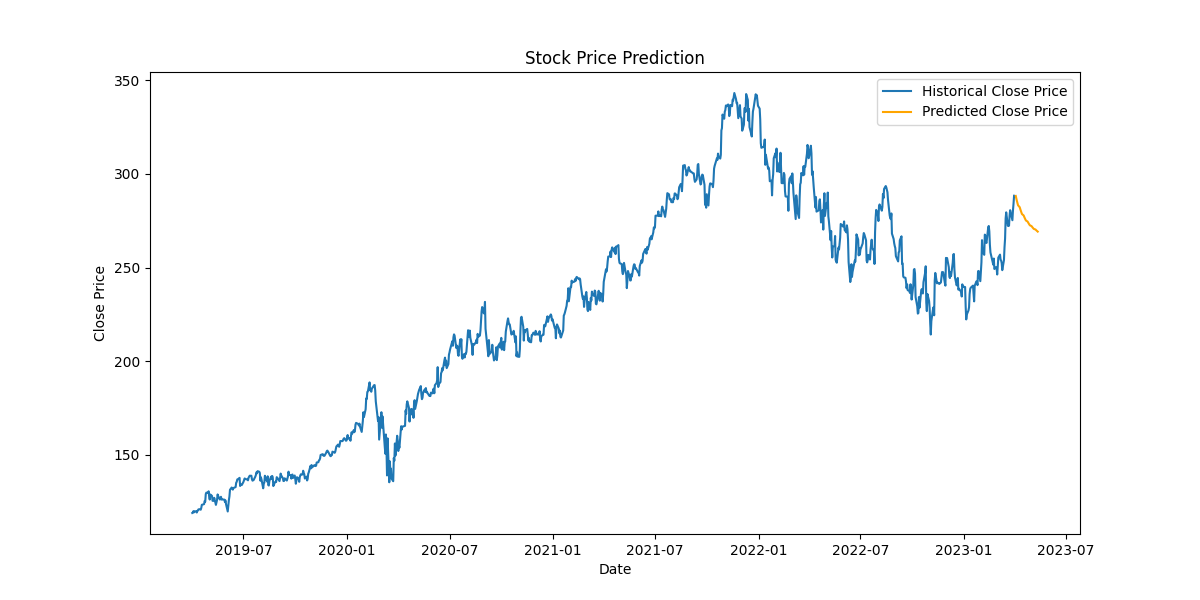 Stock Price Prediction
Historical Close Price
Predicted Close Price
350
300
250
200
150
Close Price
2019-07
2020-01
2020-07
2021-01
2021-07
2022-01
2022-07
2023-01
2023-07
Date